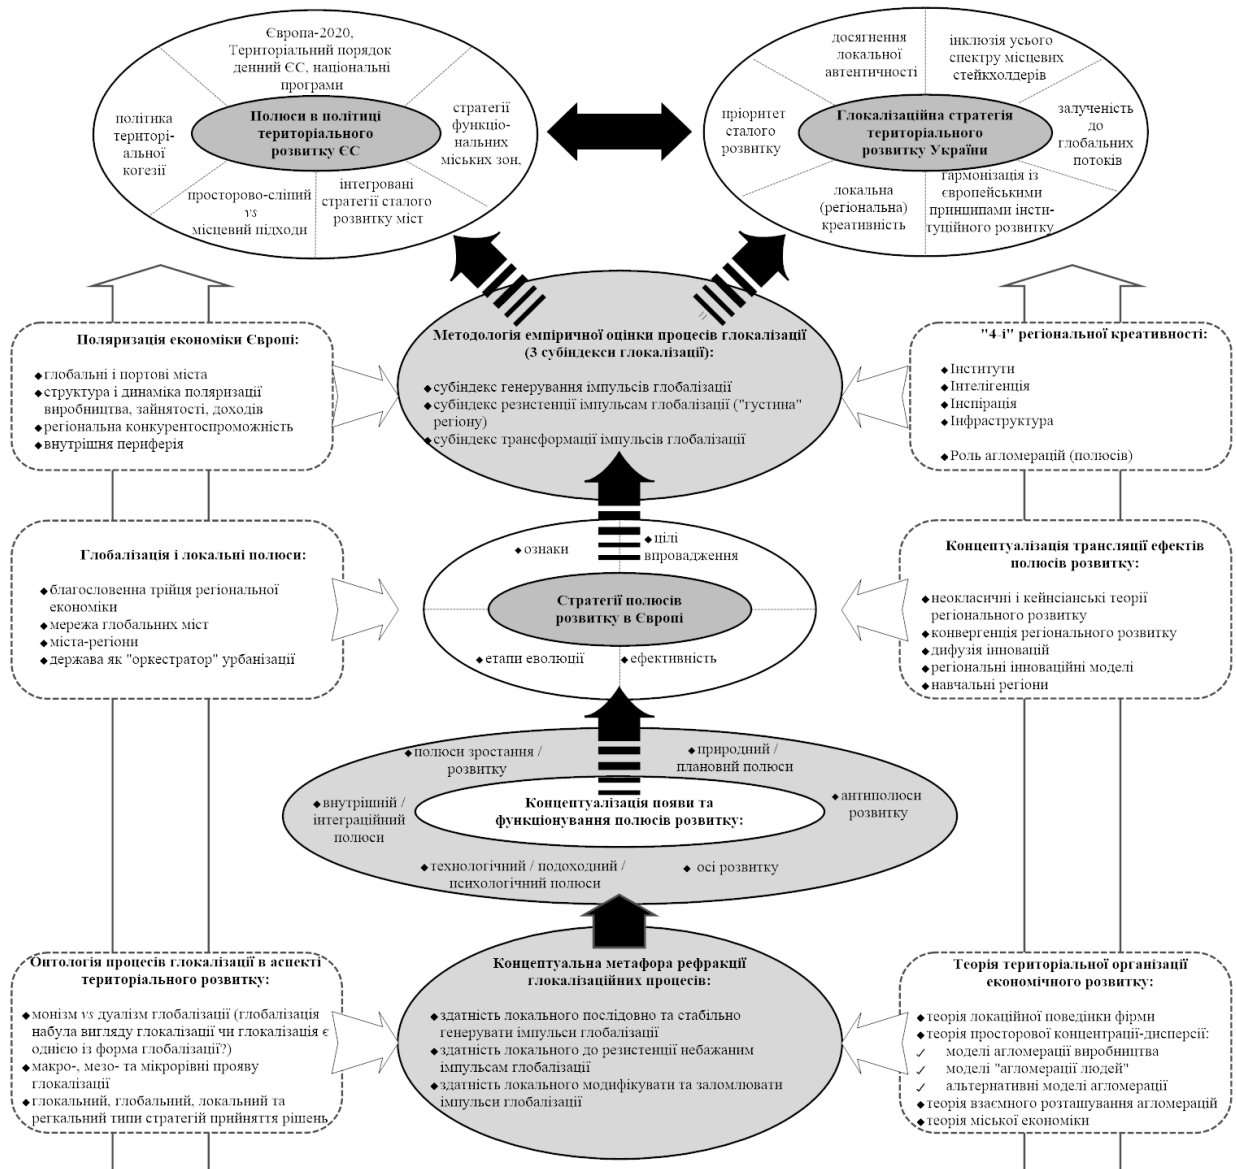 Європа-2020,
Територіальний порядок
денний ЄС, національні
програми
політика
територі-
альної
когезії
Полюси в політиці
територіального
розвитку ЄС
стратегії
функціо-
нальних
міських зон,
просторово-сліпий
vs
місцевий підходи
інтегровані
стратегії сталого
розвитку міст
досягнення
локальної
автентичності
інклюзія усього
спектру місцевих
стейкхолдерів
пріоритет
сталого
розвитку
Глокалізаційна стратегія
територіального
розвитку України
залученість
до
глобальних
потоків
локальна
(регіональна)
креативність
гармонізація із
європейськими
принципами інсти-
туційного розвитку
Поляризація економіки Європи:
◆глобальні і портові міста
◆структура і динаміка поляризації
виробництва, зайнятості, доходів
◆регіональна конкурентоспроможність
◆внутрішня периферія
Методологія емпіричної оцінки процесів глокалізації
(3 субіндекси глокалізації):
◆субіндекс генерування імпульсів глобалізації
◆субіндекс резистенції імпульсам глобалізації ("густина"
регіону)
◆субіндекс трансформації імпульсів глобалізації
"4-і" регіональної креативності:
◆Інститути
◆Інтелігенція
◆Інспірація
◆Інфраструктура
◆Роль агломерацій (полюсів)
Глобалізація і локальні полюси:
◆благословенна трійця регіональної
економіки
◆мережа глобальних міст
◆міста-регіони
◆держава як "оркестратор" урбанізації
◆ ознаки
◆цілі
впровадження
Стратегії полюсів
розвитку в Європі
◆етапи еволюції
◆ефективність
Концептуалізація трансляції ефектів
полюсів розвитку:
◆неокласичні і кейнсіанські теорії
регіонального розвитку
◆конвергенція регіонального розвитку
◆дифузія інновацій
◆регіональні інноваційні моделі
◆навчальні регіони
◆полюси зростання /
розвитку
◆природний /
плановий полюси
◆внутрішній /
інтеграційний
полюси
Концептуалізація появи та
функціонування полюсів розвитку:
◆антиполюси
розвитку
◆технологічний / подоходний /
психологічний полюси
◆ осі розвитку
Онтологія процесів глокалізації в аспекті
територіального розвитку:
◆монізм vs дуалізм глобалізації (глобалізація
набула вигляду глокалізації чи глокалізація є
однією із форма глобалізації?)
◆макро-, мезо- та мікрорівні прояву
глокалізації
◆глокальний, глобальний, локальний та
регкальний типи стратегій прийняття рішень
Концептуальна метафора рефракції
глокалізаційних процесів:
◆здатність локального послідовно та стабільно
генерувати імпульси глобалізації
◆здатність локального до резистенції небажаним
імпульсам глобалізації
◆здатність локального модифікувати та заломлювати
імпульси глобалізації
Теорія територіальної організації
економічного розвитку:
◆теорія локаційної поведінки фірми
◆теорія просторової концентрації-дисперсії:
✓ моделі агломерації виробництва
✓ моделі "агломерації людей"
✓ альтернативні моделі агломерації
◆теорія взаємного розташування агломерацій
◆теорія міської економіки